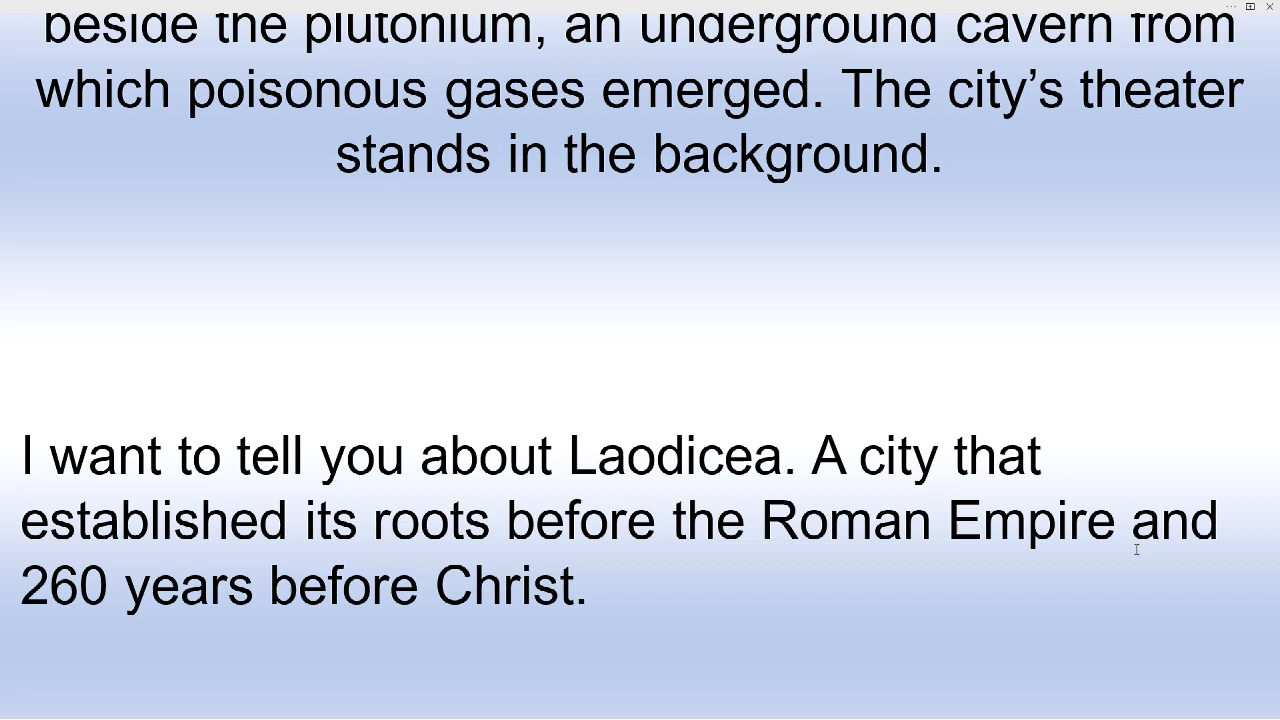 beside the plutonium, an underground cavern from
which poisonous gases emerged. The city’s theater
stands in the background.
I want to tell you about Laodicea. A city that
established its roots before the Roman Empire and
260 years before Christ.